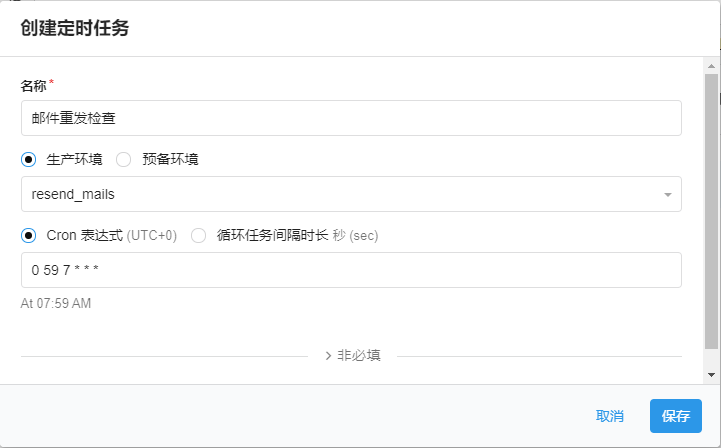 创建定时任务
名称*
邮件重发检查
生产环境 预备环境
resend_mails
Cron 表达式 (UTC+0) 循环任务间隔时长 秒 (sec)
0 59 7 * * *
At 07:59 AM
非必填
取消 保存